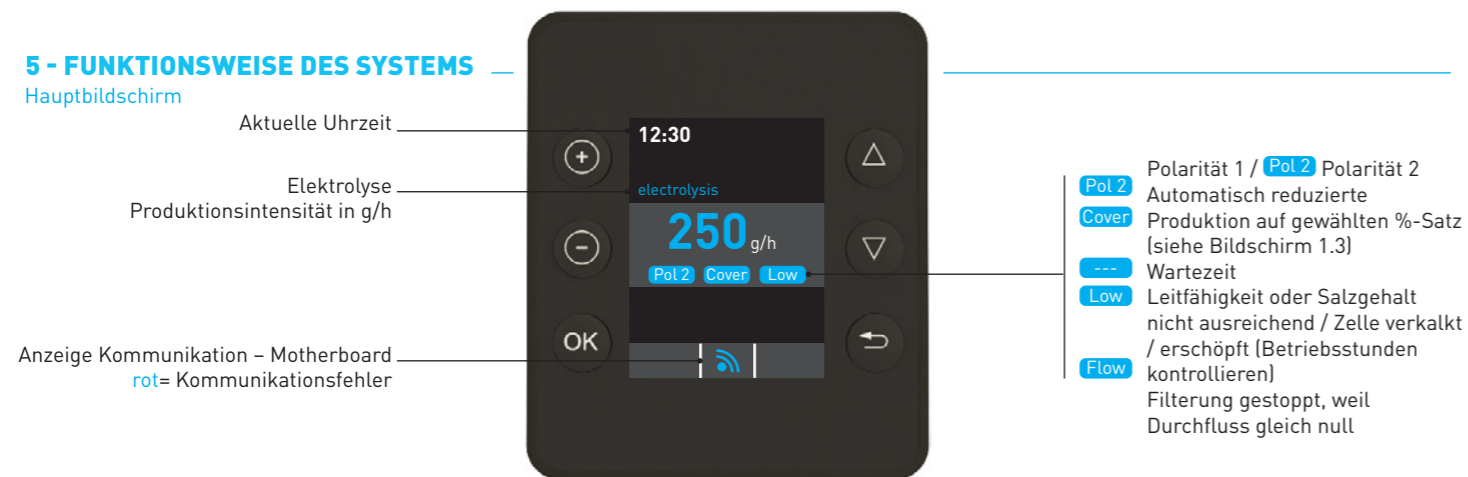 5 - FUNKTIONSWEISE DES SYSTEMS
Hauptbildschirm
Aktuelle Uhrzeit
Elektrolyse
Produktionsintensität in g/h
Anzeige Kommunikation – Motherboard
rot= Kommunikationsfehler
12:30
electrolysis
250 g/h
Pol 2 Cover Low
OK
Polarität 1 / Pol 2 Polarität 2
Pol 2 Automatisch reduzierte
Cover Produktion auf gewählten %-Satz
(siehe Bildschirm 1.3)
--- Wartezeit
Low Leitfähigkeit oder Salzgehalt
nicht ausreichend / Zelle verkalkt
/ erschöpft (Betriebsstunden
Flow kontrollieren)
Filterung gestoppt, weil
Durchfluss gleich null